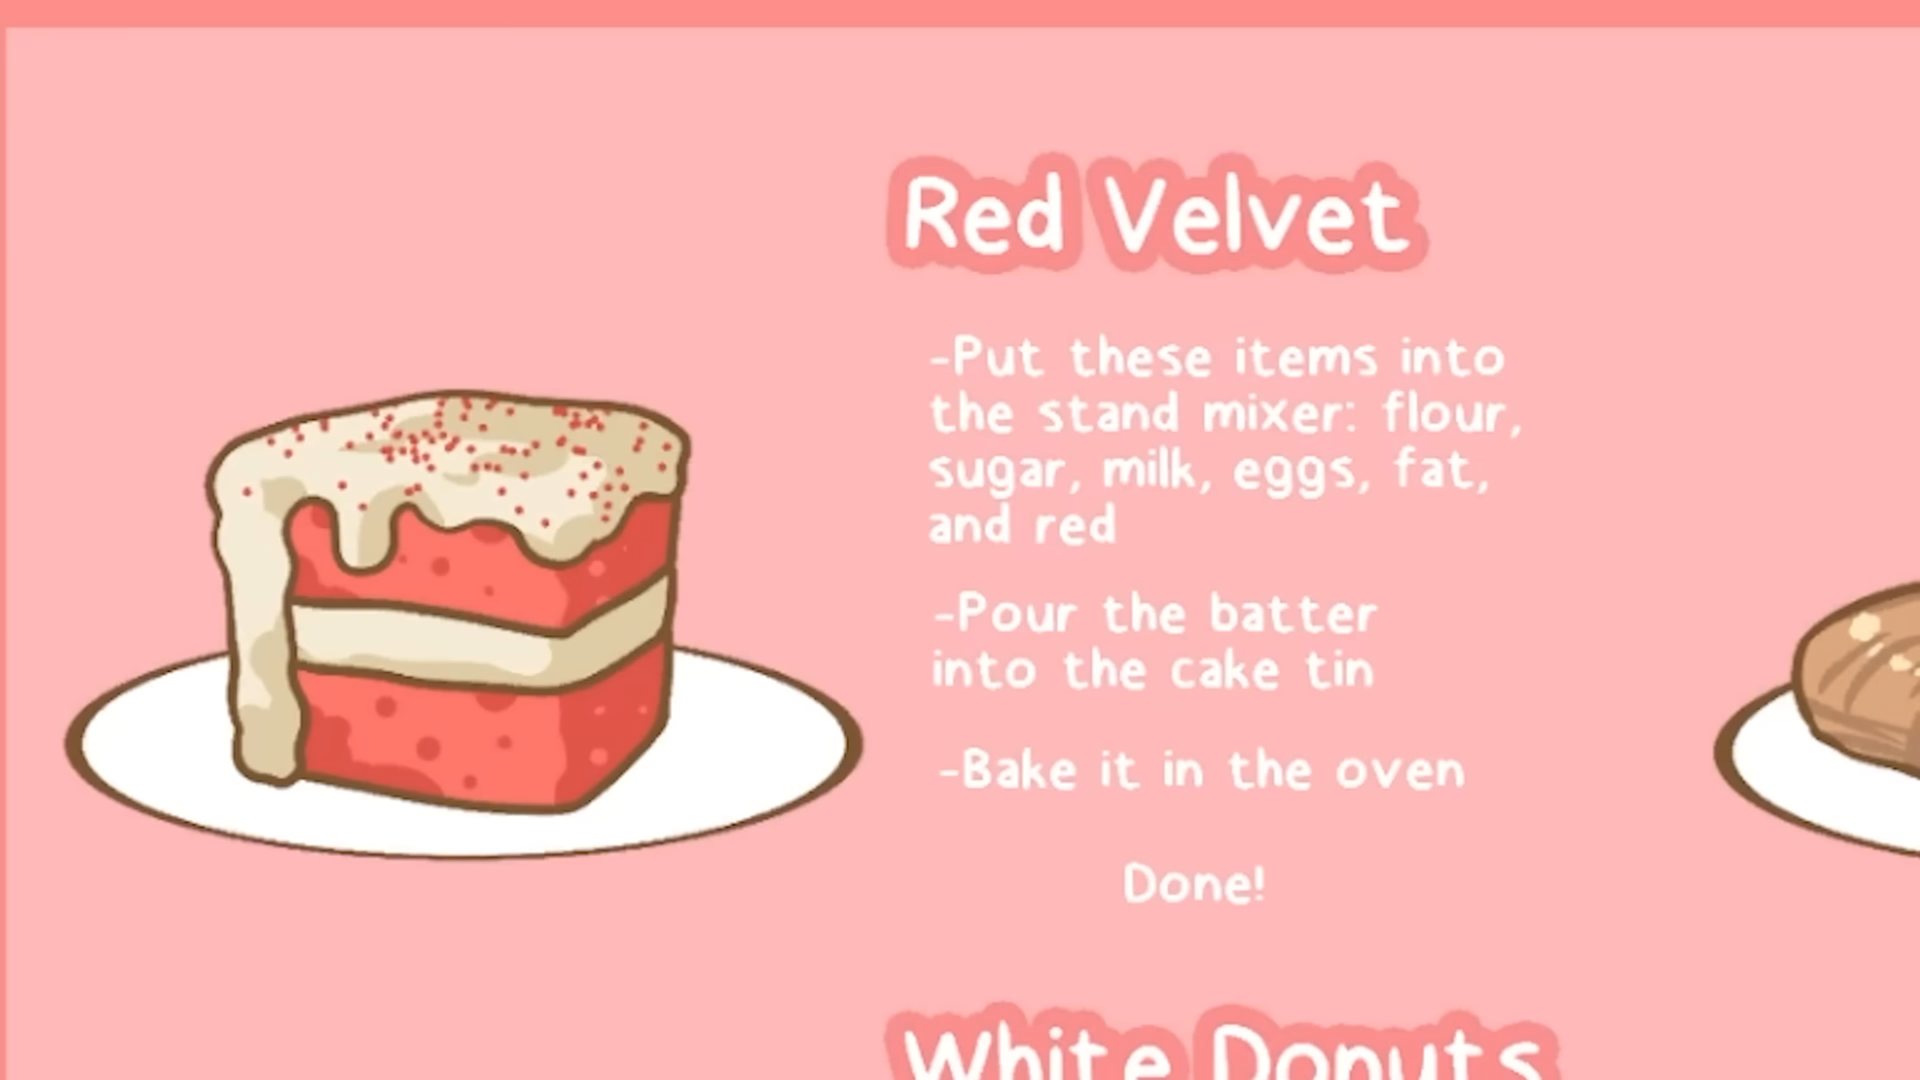 Red Velvet
-Put these items into
the stand mixer: flour,
sugar, milk, eggs, fat,
and red
-Pour the batter
into the cake tin
-Bake it in the oven
Done!
White Donuts